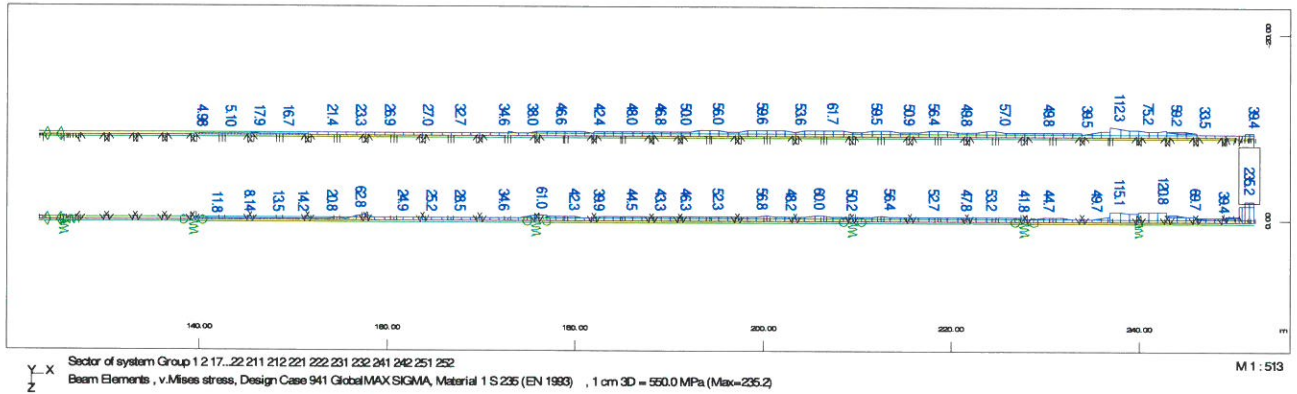 -20.00
4.98 5.10 17.9 16.7 21.4 23.3 26.9 27.0 32.7 34.6 38.0 46.6 42.4 48.0 46.8 50.0 56.0 59.6 53.6 61.7 59.5 50.9 56.4 48.8 57.0 49.8 39.5 112.3 75.2 59.2 33.5 39.4
11.8 8.14 13.5 14.2 20.8 62.8 24.9 25.2 28.5 34.6 61.0 42.3 39.9 44.5 43.3 46.3 52.3 56.8 48.2 60.0 50.2 56.4 52.7 47.8 53.2 41.8 44.7 49.7 115.1 120.8 69.7 39.4 235.2
0.00
140.00 160.00 180.00 200.00 220.00 240.00 m
Y X Z
Sector of system Group 1 2 17...22 211 212 221 222 231 232 241 242 251 252
M 1 : 513
Beam Elements , v.Mises stress, Design Case 941 GlobalMAX SIGMA, Material 1 S 235 (EN 1993) , 1 cm 3D = 550.0 MPa (Max=235.2)